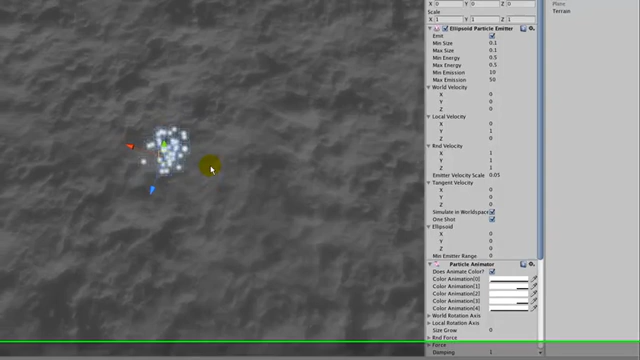 X 0 Y 0 Z 0
Scale
X 1 Y 1 Z 1
Plane
Terrain
Ellipsoid Particle Emitter
Emit
Min Size 0.1
Max Size 0.1
Min Energy 0.5
Max Energy 0.5
Min Emission 10
Max Emission 50
World Velocity
X 0
Y 0
Z 0
Local Velocity
X 0
Y 1
Z 0
Rnd Velocity
X 1
Y 1
Z 1
Emitter Velocity Scale 0.05
Tangent Velocity
X 0
Y 0
Z 0
Simulate in Worldspace
One Shot
Ellipsoid
X 0
Y 0
Z 0
Min Emitter Range 0
Particle Animator
Does Animate Color?
Color Animation[0]
Color Animation[1]
Color Animation[2]
Color Animation[3]
Color Animation[4]
World Rotation Axis
Local Rotation Axis
Size Grow 0
Rnd Force
Force
Damping 1